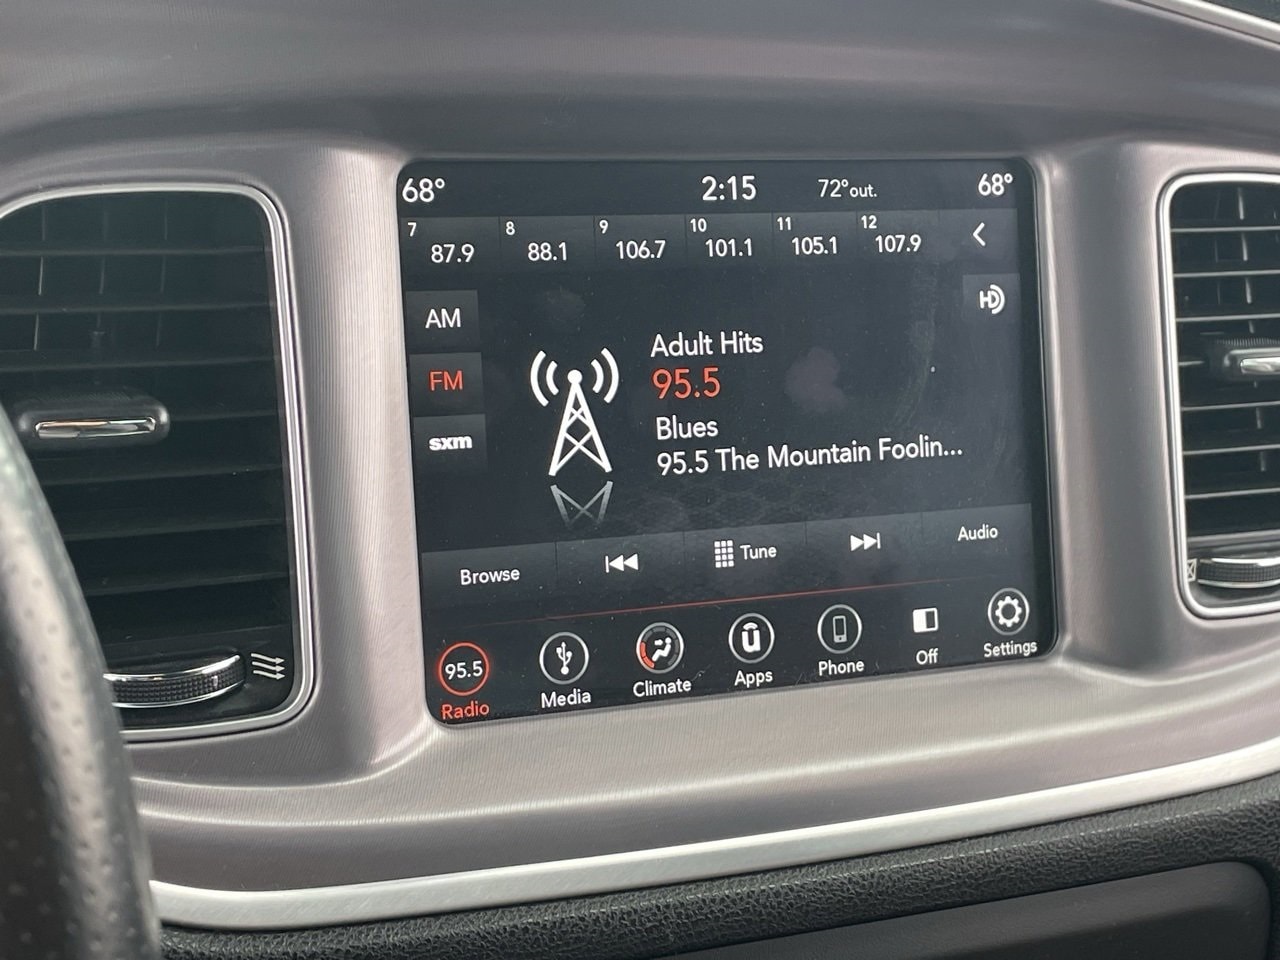 68° 2:15 72°out. 68°
7 87.9 8 88.1 9 106.7 10 101.1 11 105.1 12 107.9
HD
AM
FM
sxm
Adult Hits
95.5
Blues
95.5 The Mountain Foolin...
Browse Tune Audio
95.5
Radio Media Climate Apps Phone Off Settings